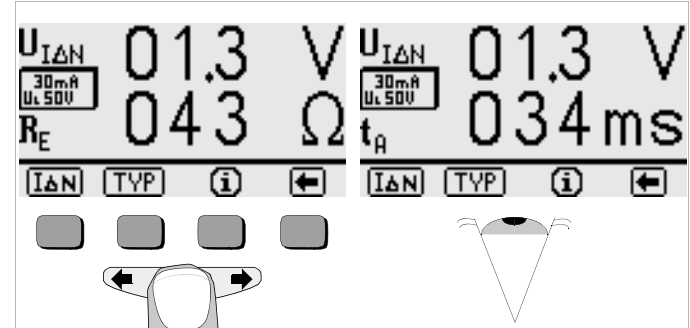 UIΔN 01.3 V
30mA
UL 50V
RE 043 Ω
IΔN TYP i
UIΔN 01.3 V
30mA
UL 50V
tA 034 ms
IΔN TYP i